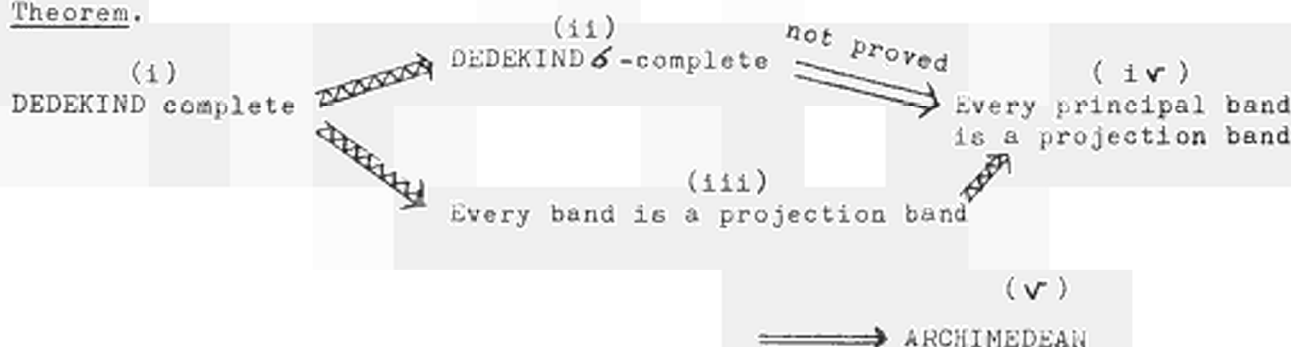 Theorem.
(ii)
DEDEKIND σ-complete
not proved
(i)
DEDEKIND complete
(iv)
Every principal band
is a projection band
(iii)
Every band is a projection band
(v)
ARCHIMEDEAN